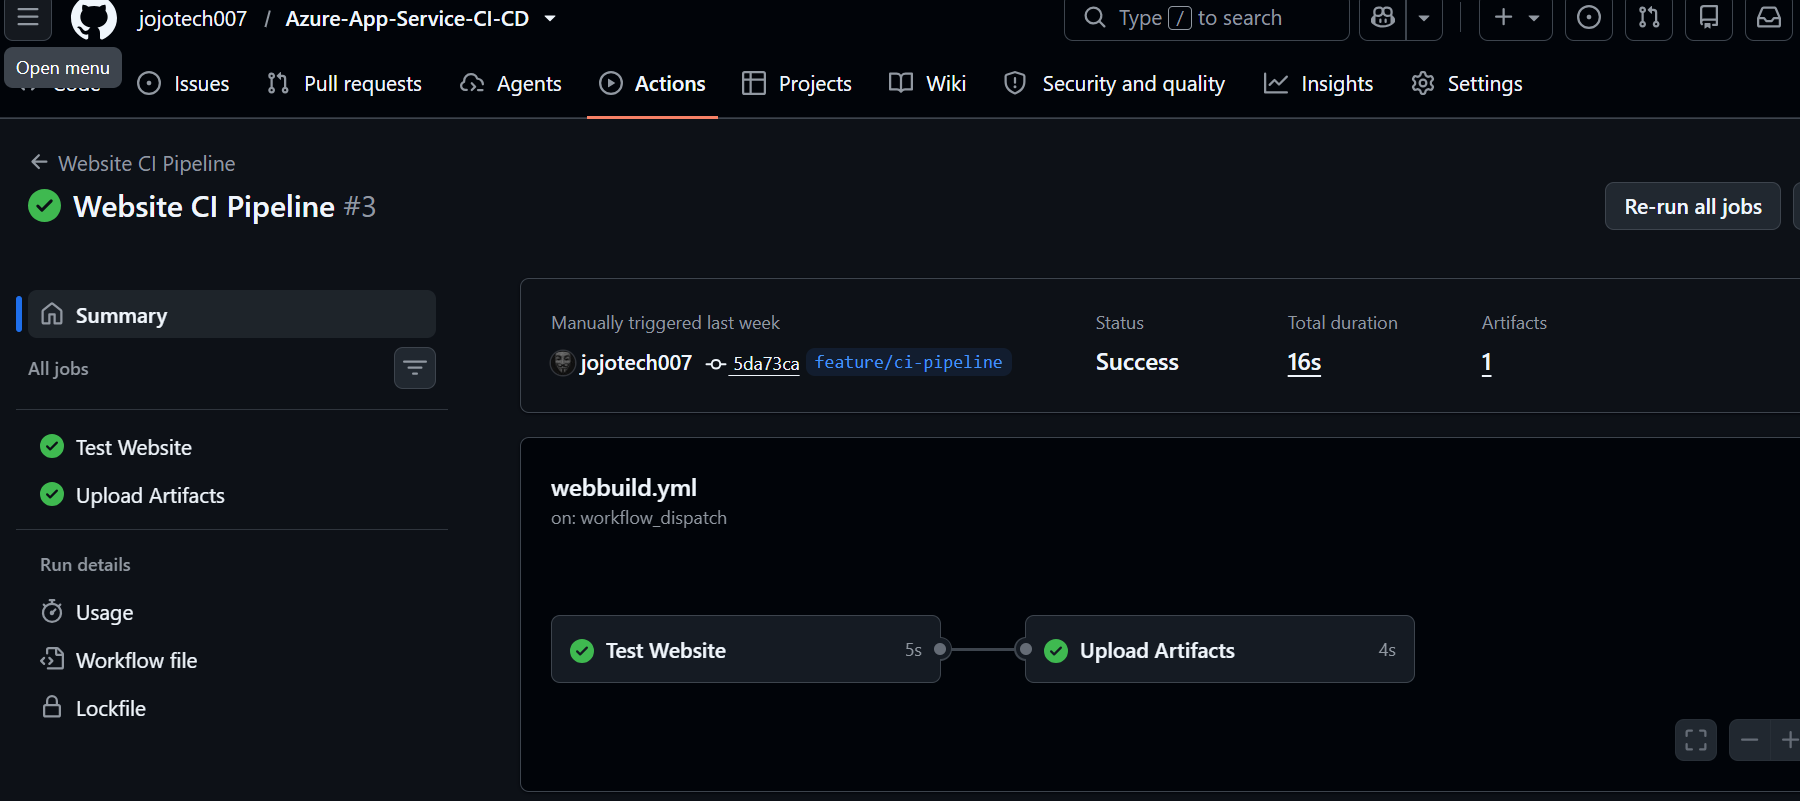 jojotech007 / Azure-App-Service-CI-CD
Type / to search
Open menu
Code
Issues
Pull requests
Agents
Actions
Projects
Wiki
Security and quality
Insights
Settings
Website CI Pipeline
Website CI Pipeline #3
Re-run all jobs
Summary
All jobs
Test Website
Upload Artifacts
Run details
Usage
Workflow file
Lockfile
Manually triggered last week
jojotech007 5da73ca feature/ci-pipeline
Status
Success
Total duration
16s
Artifacts
1
webbuild.yml
on: workflow_dispatch
Test Website 5s
Upload Artifacts 4s